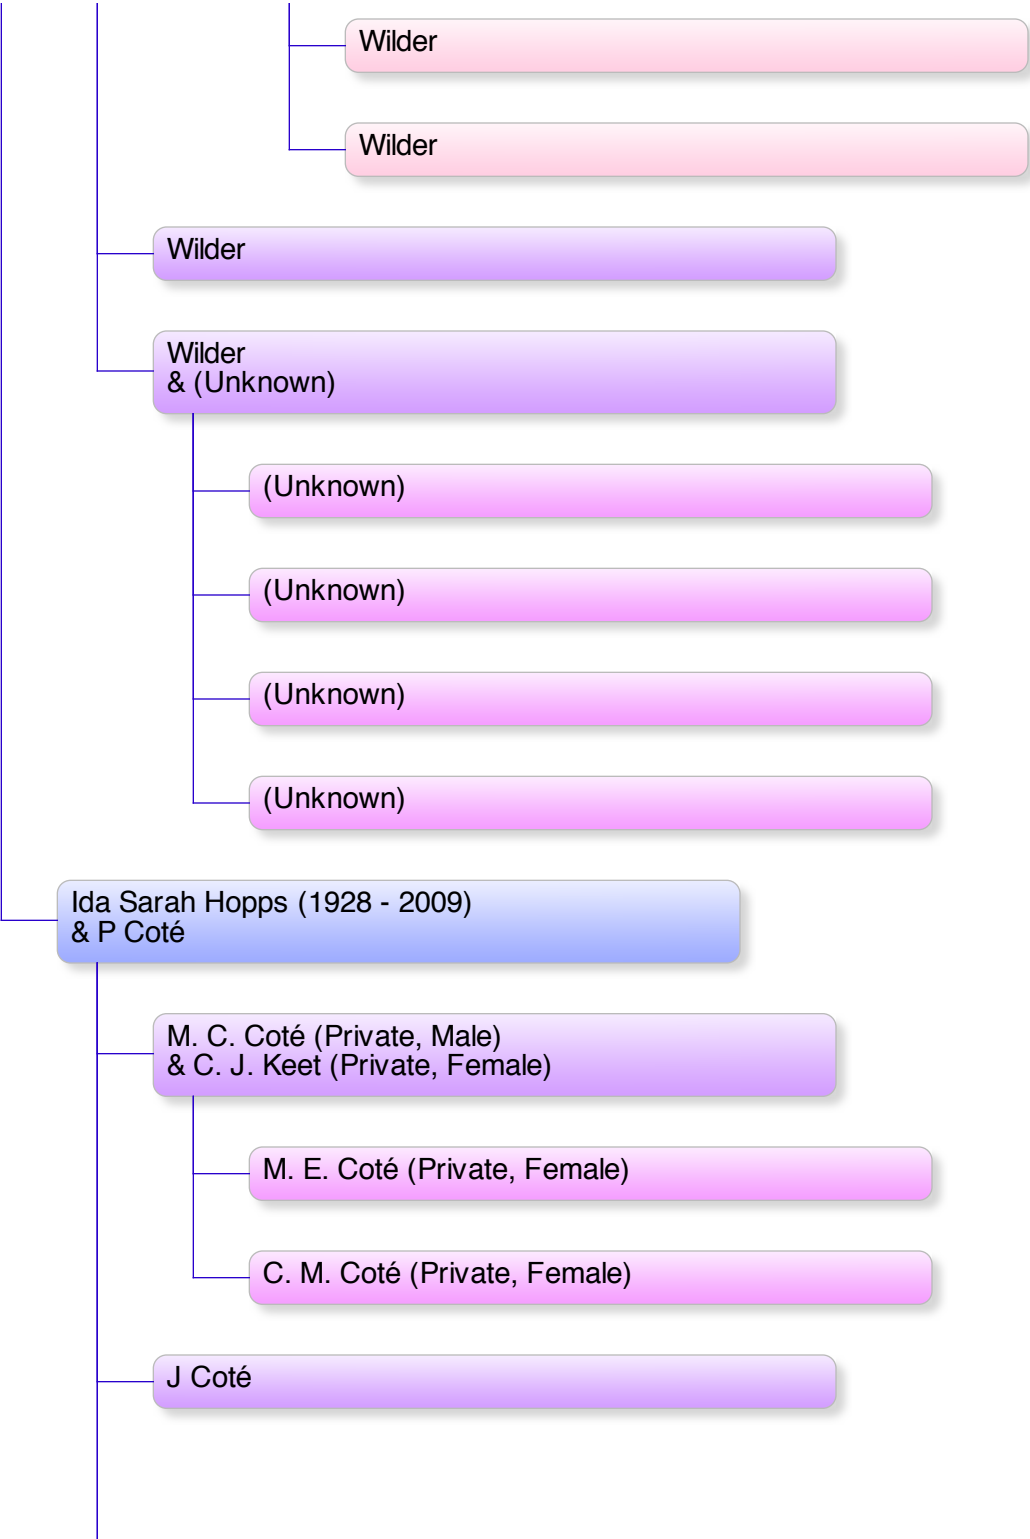 Wilder
Wilder
Wilder
Wilder
& (Unknown)
(Unknown)
(Unknown)
(Unknown)
(Unknown)
Ida Sarah Hopps (1928 - 2009)
& P Coté
M. C. Coté (Private, Male)
& C. J. Keet (Private, Female)
M. E. Coté (Private, Female)
C. M. Coté (Private, Female)
J Coté